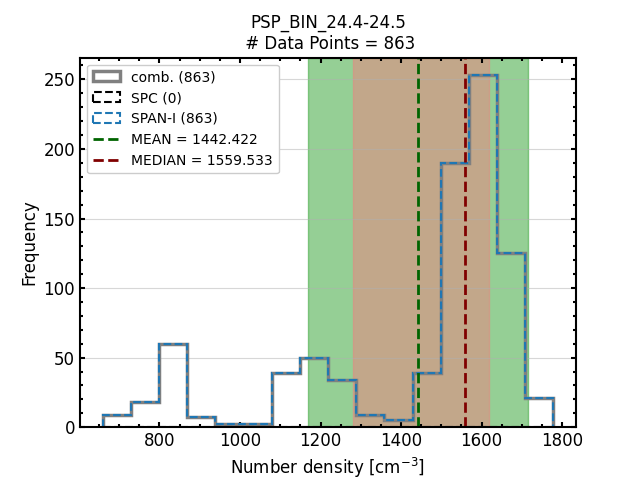 PSP_BIN_24.4-24.5
# Data Points = 863
comb. (863)
SPC (0)
SPAN-I (863)
MEAN = 1442.422
MEDIAN = 1559.533
250
200
150
100
50
0
Frequency
800 1000 1200 1400 1600 1800
Number density [cm⁻³]